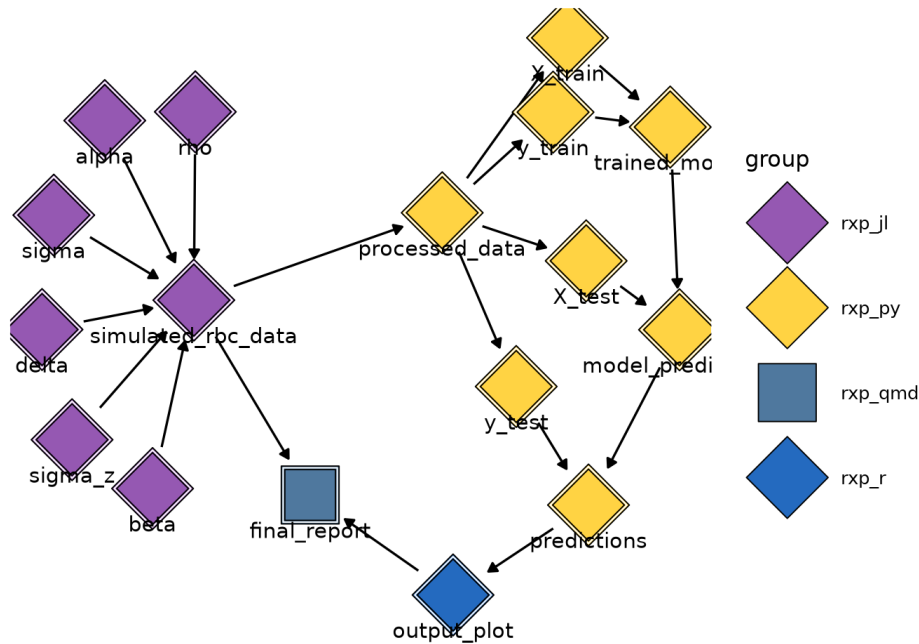 X_train
y_train
trained_mo
alpha
rho
group
sigma
processed_data
rxp_jl
X_test
rxp_py
simulated_rbc_data
delta
model_predi
rxp_qmd
y_test
sigma_z
beta
rxp_r
final_report
predictions
output_plot